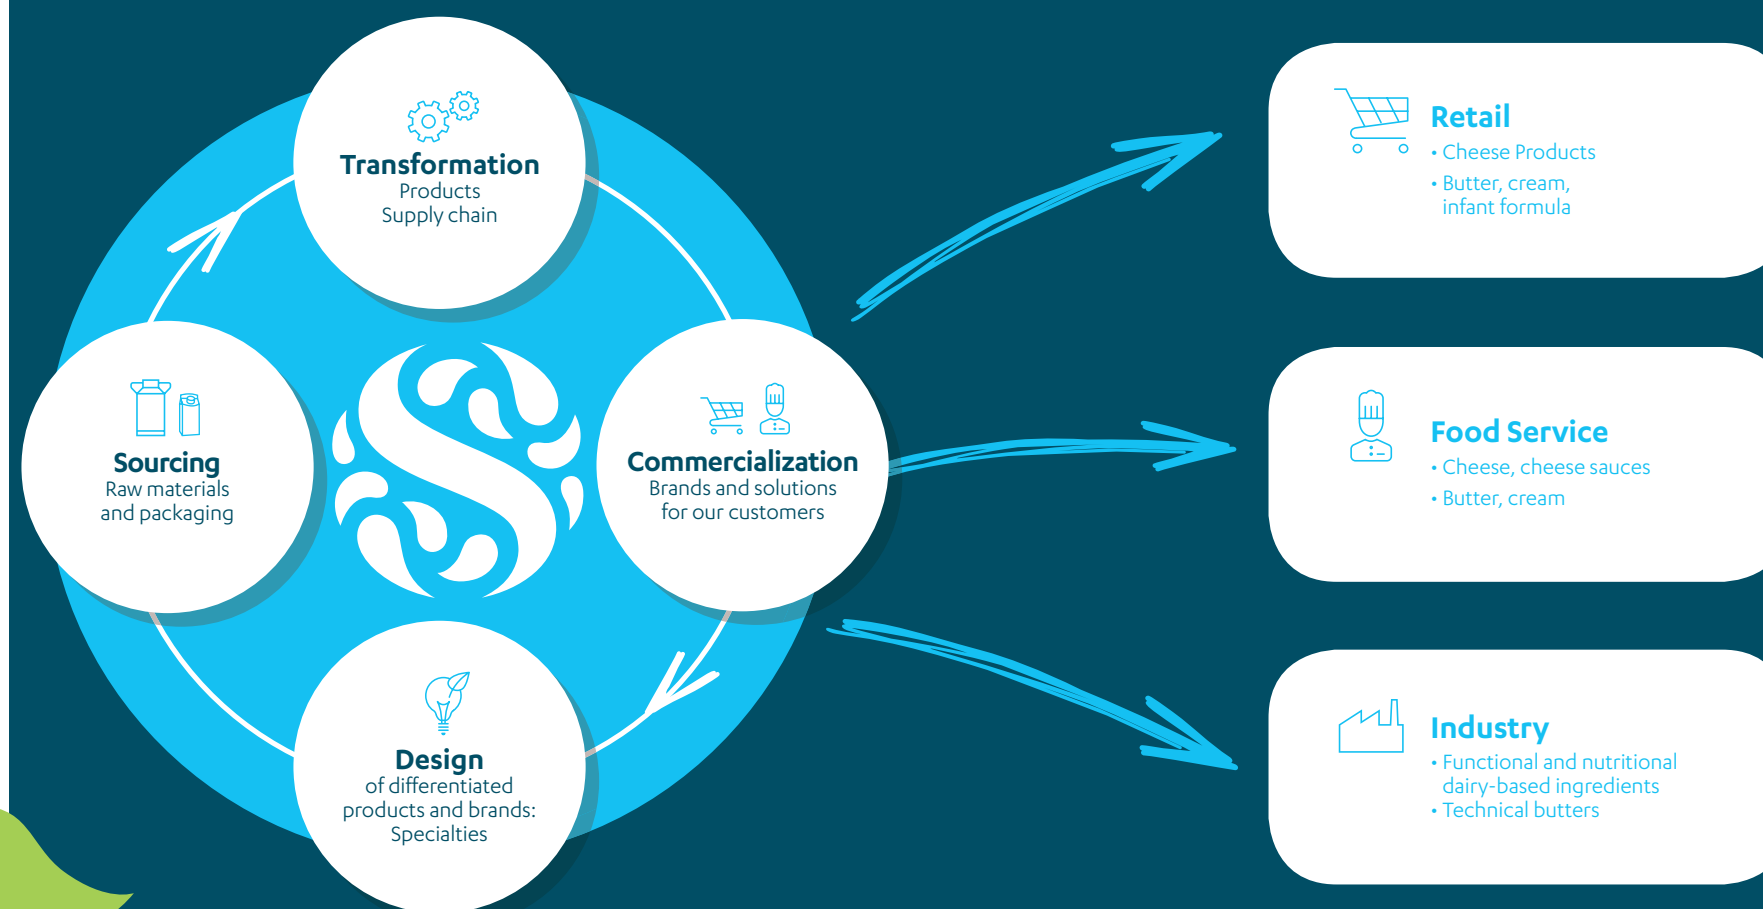 Transformation
Products
Supply chain
Sourcing
Raw materials
and packaging
Commercialization
Brands and solutions
for our customers
Design
of differentiated
products and brands:
Specialties
Retail
• Cheese Products
• Butter, cream,
infant formula
Food Service
• Cheese, cheese sauces
• Butter, cream
Industry
• Functional and nutritional
dairy-based ingredients
• Technical butters